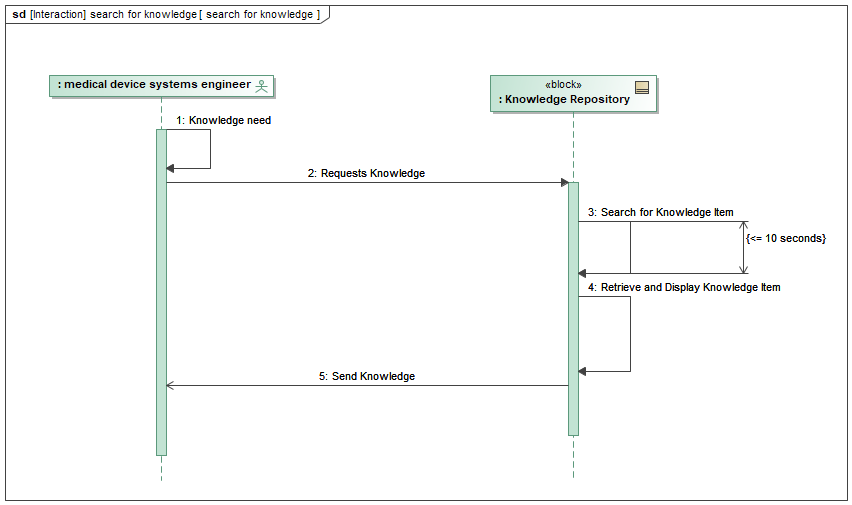 sd [Interaction] search for knowledge [ search for knowledge ]
: medical device systems engineer
«block»
: Knowledge Repository
1: Knowledge need
2: Requests Knowledge
3: Search for Knowledge Item
{<= 10 seconds}
4: Retrieve and Display Knowledge Item
5: Send Knowledge